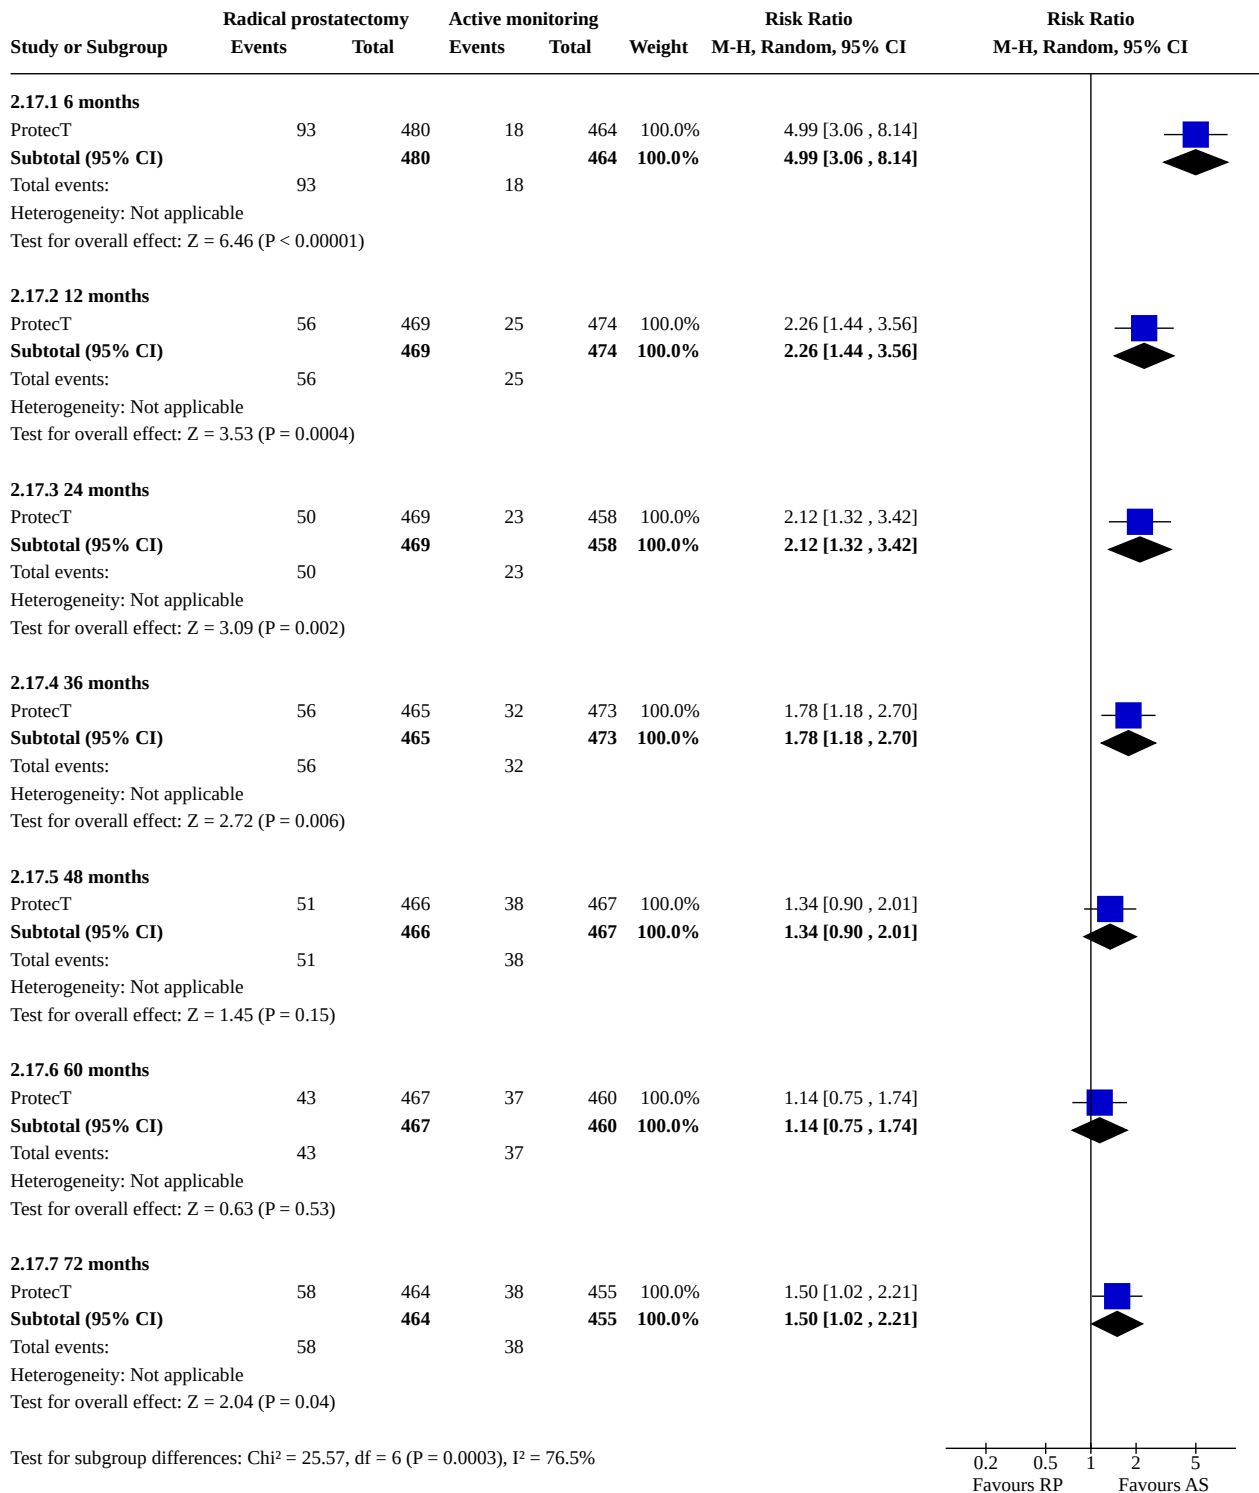 Radical prostatectomy Active monitoring Risk Ratio Risk Ratio
Study or Subgroup Events Total Events Total Weight M-H, Random, 95% CI M-H, Random, 95% CI
2.17.1 6 months
ProtecT 93 480 18 464 100.0% 4.99 [3.06 , 8.14]
Subtotal (95% CI) 480 464 100.0% 4.99 [3.06 , 8.14]
Total events: 93 18
Heterogeneity: Not applicable
Test for overall effect: Z = 6.46 (P < 0.00001)
2.17.2 12 months
ProtecT 56 469 25 474 100.0% 2.26 [1.44 , 3.56]
Subtotal (95% CI) 469 474 100.0% 2.26 [1.44 , 3.56]
Total events: 56 25
Heterogeneity: Not applicable
Test for overall effect: Z = 3.53 (P = 0.0004)
2.17.3 24 months
ProtecT 50 469 23 458 100.0% 2.12 [1.32 , 3.42]
Subtotal (95% CI) 469 458 100.0% 2.12 [1.32 , 3.42]
Total events: 50 23
Heterogeneity: Not applicable
Test for overall effect: Z = 3.09 (P = 0.002)
2.17.4 36 months
ProtecT 56 465 32 473 100.0% 1.78 [1.18 , 2.70]
Subtotal (95% CI) 465 473 100.0% 1.78 [1.18 , 2.70]
Total events: 56 32
Heterogeneity: Not applicable
Test for overall effect: Z = 2.72 (P = 0.006)
2.17.5 48 months
ProtecT 51 466 38 467 100.0% 1.34 [0.90 , 2.01]
Subtotal (95% CI) 466 467 100.0% 1.34 [0.90 , 2.01]
Total events: 51 38
Heterogeneity: Not applicable
Test for overall effect: Z = 1.45 (P = 0.15)
2.17.6 60 months
ProtecT 43 467 37 460 100.0% 1.14 [0.75 , 1.74]
Subtotal (95% CI) 467 460 100.0% 1.14 [0.75 , 1.74]
Total events: 43 37
Heterogeneity: Not applicable
Test for overall effect: Z = 0.63 (P = 0.53)
2.17.7 72 months
ProtecT 58 464 38 455 100.0% 1.50 [1.02 , 2.21]
Subtotal (95% CI) 464 455 100.0% 1.50 [1.02 , 2.21]
Total events: 58 38
Heterogeneity: Not applicable
Test for overall effect: Z = 2.04 (P = 0.04)
Test for subgroup differences: Chi² = 25.57, df = 6 (P = 0.0003), I² = 76.5%
0.2 0.5 1 2 5
Favours RP Favours AS